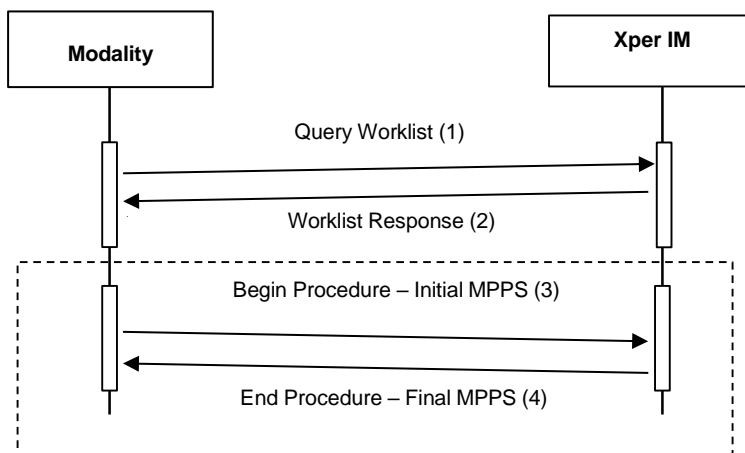 Modality
Xper IM
Query Worklist (1)
Worklist Response (2)
Begin Procedure – Initial MPPS (3)
End Procedure – Final MPPS (4)